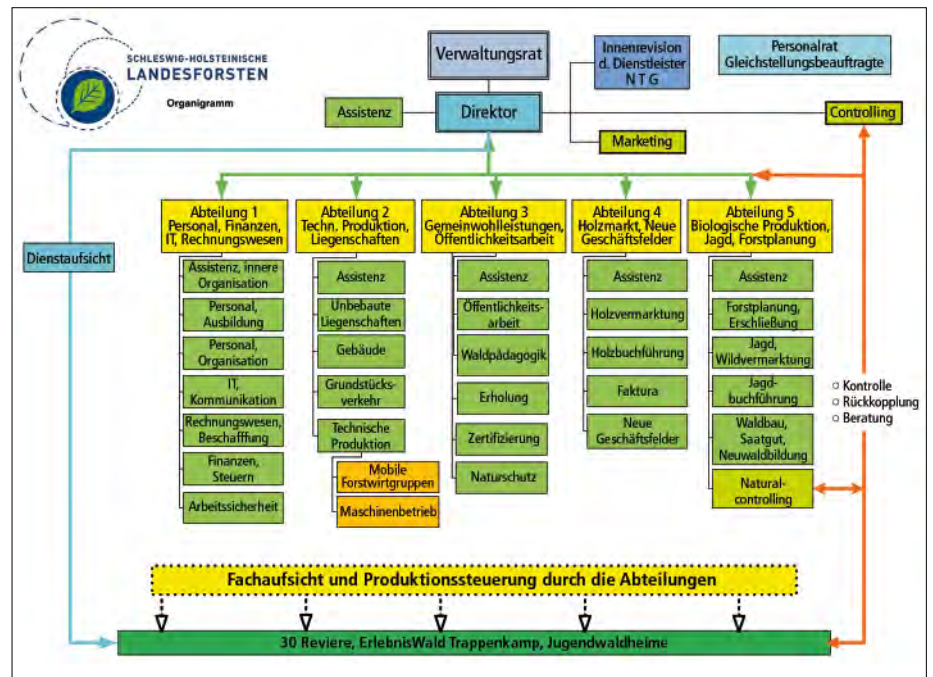 SCHLESWIG-HOLSTEINISCHE
LANDESFORSTEN
Organigramm
Verwaltungsrat
Innenrevision
d. Dienstleister
N T G
Personalrat
Gleichstellungsbeauftragte
Assistenz
Direktor
Controlling
Marketing
Dienstaufsicht
Abteilung 1
Personal, Finanzen,
IT, Rechnungswesen
Assistenz, innere
Organisation
Personal,
Ausbildung
Personal,
Organisation
IT,
Kommunikation
Rechnungswesen,
Beschafffung
Finanzen,
Steuern
Arbeitssicherheit
Abteilung 2
Techn. Produktion,
Liegenschaften
Assistenz
Unbebaute
Liegenschaften
Gebäude
Grundstücks-
verkehr
Technische
Produktion
Mobile
Forstwirtgruppen
Maschinenbetrieb
Abteilung 3
Gemeinwohlleistungen,
Öffentlichkeitsarbeit
Assistenz
Öffentlichkeits-
arbeit
Waldpädagogik
Erholung
Zertifizierung
Naturschutz
Abteilung 4
Holzmarkt, Neue
Geschäftsfelder
Assistenz
Holzvermarktung
Holzbuchführung
Faktura
Neue
Geschäftsfelder
Abteilung 5
Biologische Produktion,
Jagd, Forstplanung
Assistenz
Forstplanung,
Erschließung
Jagd,
Wildvermarktung
Jagd-
buchführung
Waldbau,
Saatgut,
Neuwaldbildung
Natural-
controlling
○ Kontrolle
○ Rückkopplung
○ Beratung
Fachaufsicht und Produktionssteuerung durch die Abteilungen
30 Reviere, ErlebnisWald Trappenkamp, Jugendwaldheime